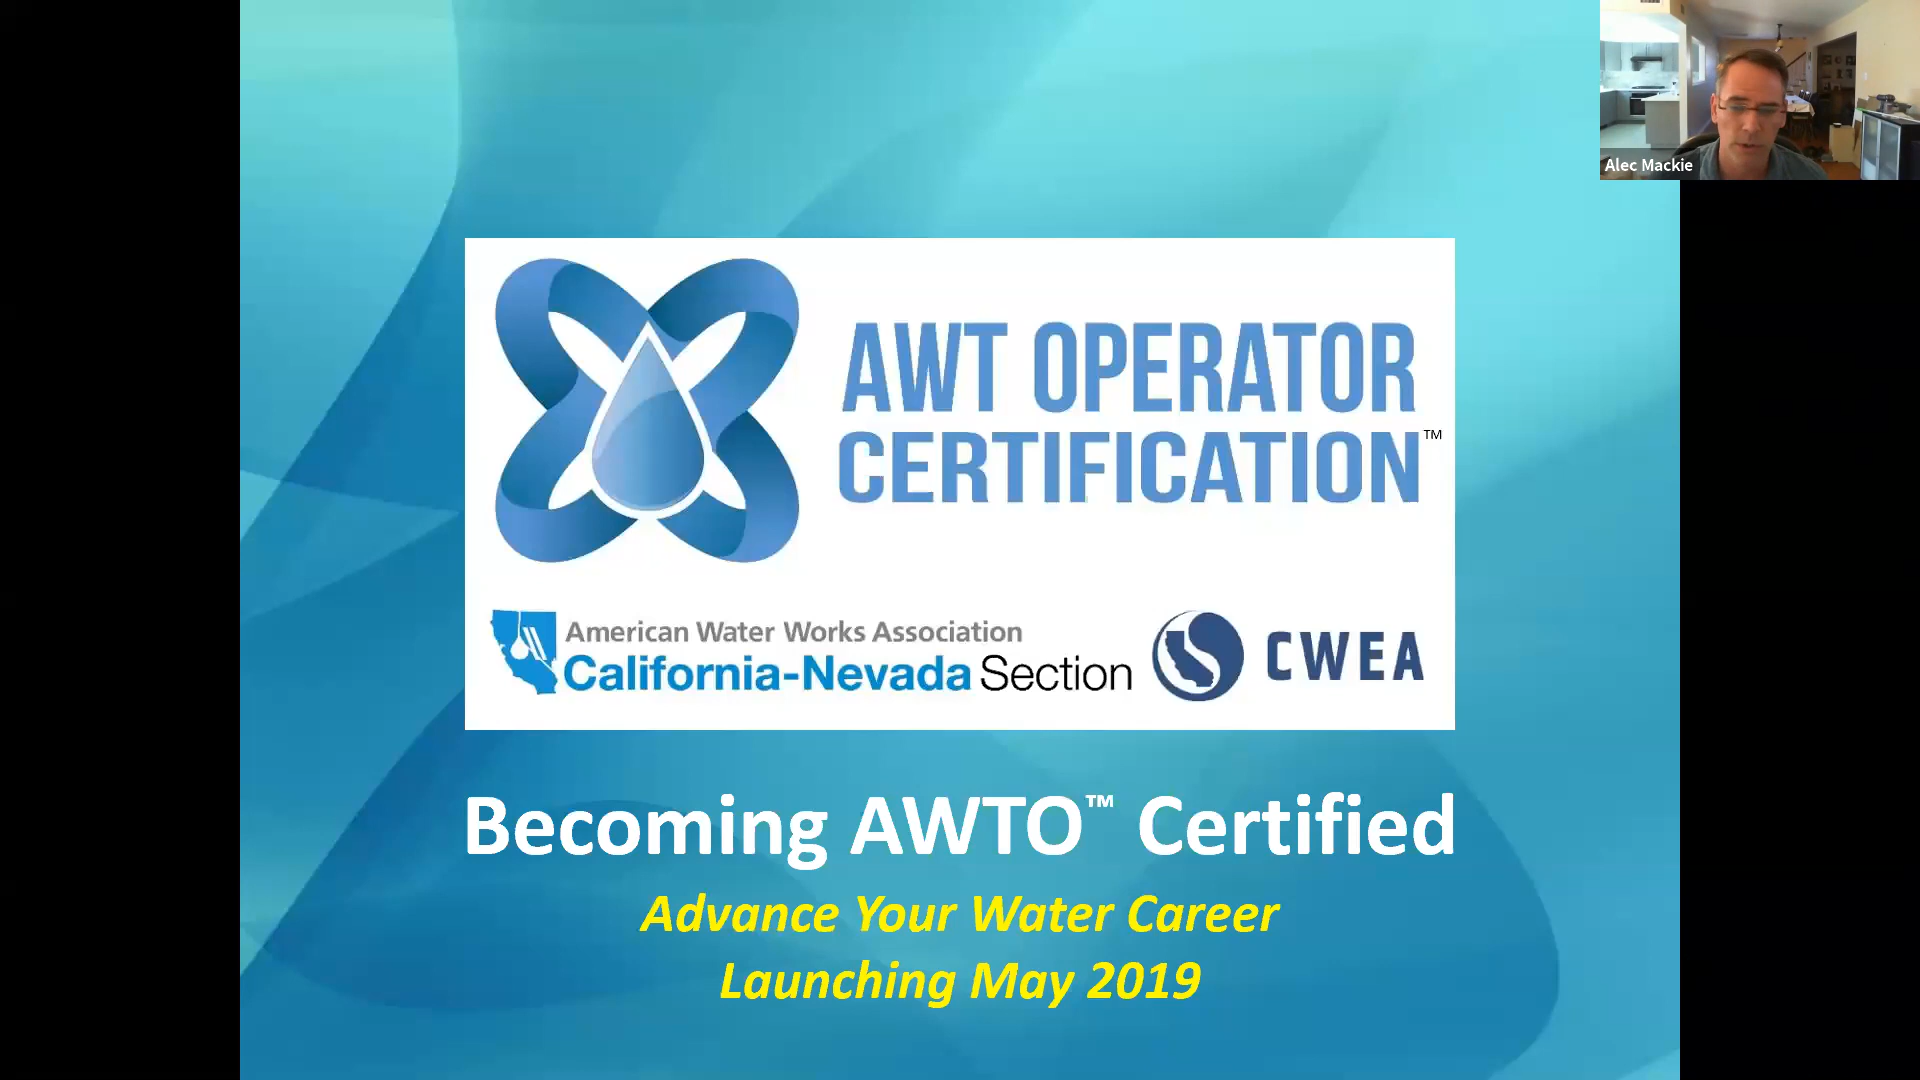 Alec Mackie
AWT OPERATOR
CERTIFICATION™
American Water Works Association
California-Nevada Section
CWEA
Becoming AWTO™ Certified
Advance Your Water Career
Launching May 2019